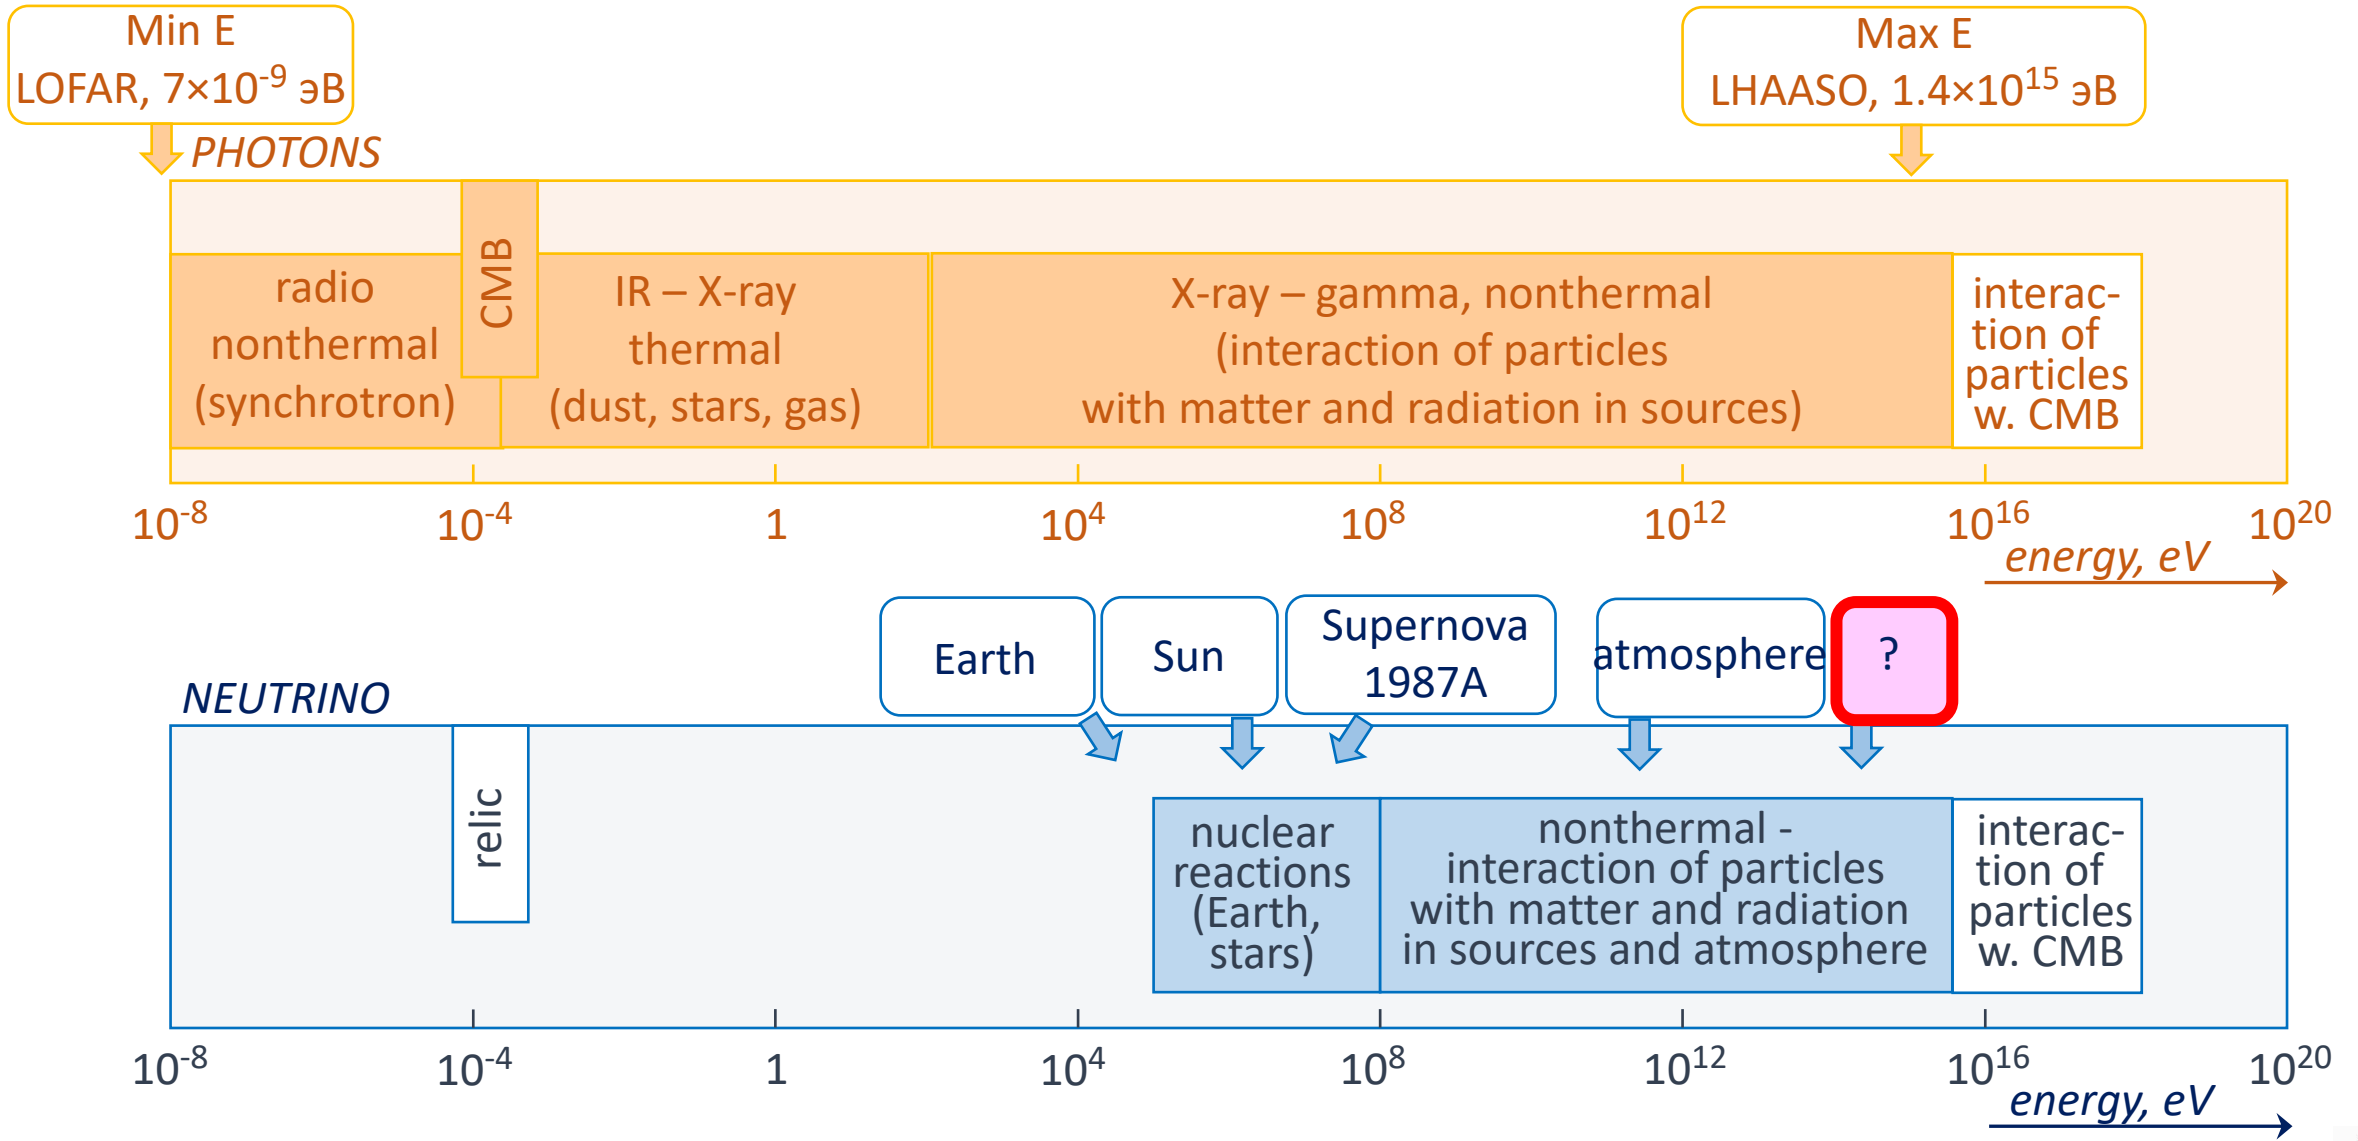 Min E
LOFAR, 7×10⁻⁹ эВ
Max E
LHAASO, 1.4×10¹⁵ эВ
PHOTONS
radio
nonthermal
(synchrotron)
CMB
IR – X-ray
thermal
(dust, stars, gas)
X-ray – gamma, nonthermal
(interaction of particles
with matter and radiation in sources)
interac-
tion of
particles
w. CMB
10⁻⁸ 10⁻⁴ 1 10⁴ 10⁸ 10¹² 10¹⁶ 10²⁰
energy, eV
Earth
Sun
Supernova
1987A
atmosphere
?
NEUTRINO
relic
nuclear
reactions
(Earth,
stars)
nonthermal -
interaction of particles
with matter and radiation
in sources and atmosphere
interac-
tion of
particles
w. CMB
10⁻⁸ 10⁻⁴ 1 10⁴ 10⁸ 10¹² 10¹⁶ 10²⁰
energy, eV